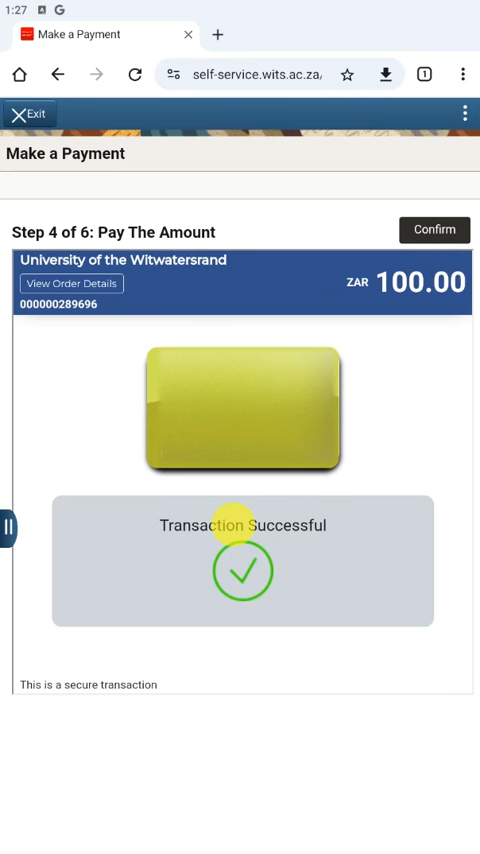 1:27
Make a Payment
1
self-service.wits.ac.za/
Exit
Make a Payment
Step 4 of 6: Pay The Amount
Confirm
University of the Witwatersrand
View Order Details
ZAR 100.00
000000289696
Transaction Successful
This is a secure transaction